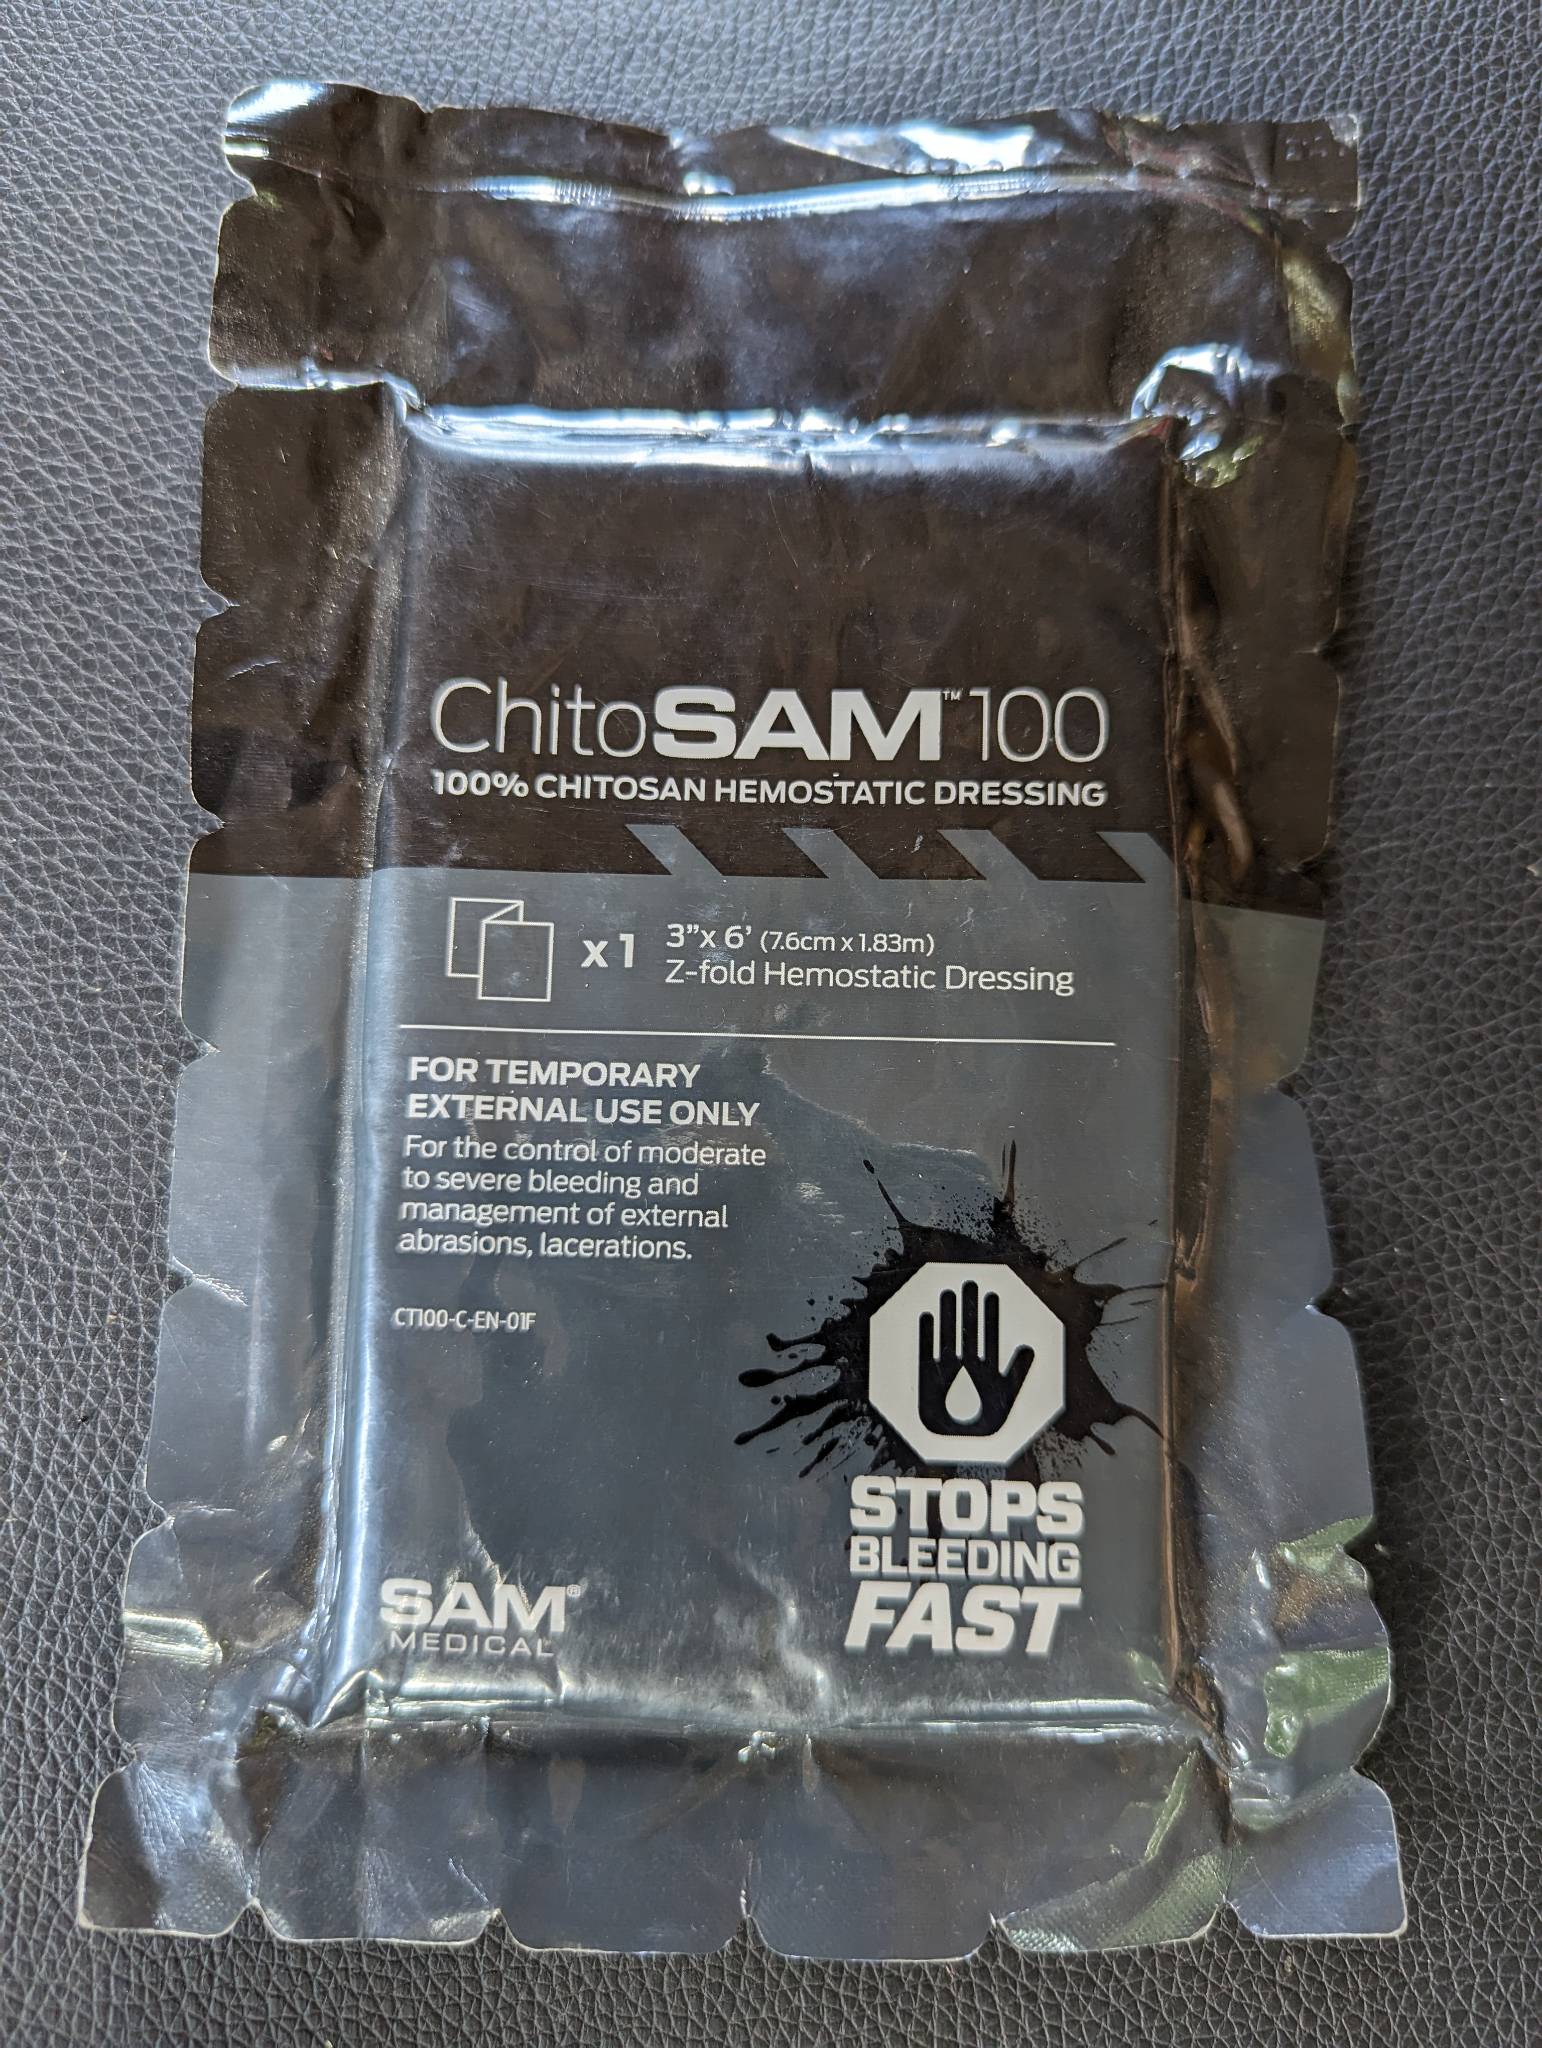 ChitoSAM™100
100% CHITOSAN HEMOSTATIC DRESSING
x1
3”x 6’ (7.6cm x 1.83m)
Z-fold Hemostatic Dressing
FOR TEMPORARY
EXTERNAL USE ONLY
For the control of moderate
to severe bleeding and
management of external
abrasions, lacerations.
CT100-C-EN-01F
STOPS
BLEEDING
FAST
SAM®
MEDICAL